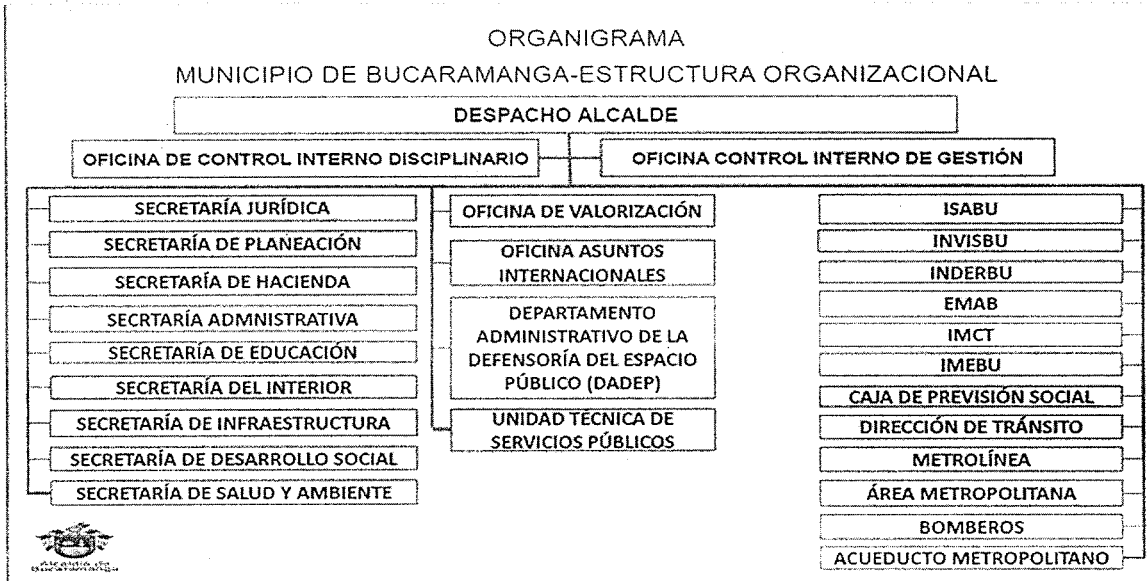 ORGANIGRAMA
MUNICIPIO DE BUCARAMANGA-ESTRUCTURA ORGANIZACIONAL
DESPACHO ALCALDE
OFICINA DE CONTROL INTERNO DISCIPLINARIO
OFICINA CONTROL INTERNO DE GESTIÓN
SECRETARÍA JURÍDICA
SECRETARÍA DE PLANEACIÓN
SECRETARÍA DE HACIENDA
SECRTARÍA ADMNISTRATIVA
SECRETARÍA DE EDUCACIÓN
SECRETARÍA DEL INTERIOR
SECRETARÍA DE INFRAESTRUCTURA
SECRETARÍA DE DESARROLLO SOCIAL
SECRETARÍA DE SALUD Y AMBIENTE
OFICINA DE VALORIZACIÓN
OFICINA ASUNTOS
INTERNACIONALES
DEPARTAMENTO
ADMINISTRATIVO DE LA
DEFENSORÍA DEL ESPACIO
PÚBLICO (DADEP)
UNIDAD TÉCNICA DE
SERVICIOS PÚBLICOS
ISABU
INVISBU
INDERBU
EMAB
IMCT
IMEBU
CAJA DE PREVISIÓN SOCIAL
DIRECCIÓN DE TRÁNSITO
METROLÍNEA
ÁREA METROPOLITANA
BOMBEROS
ACUEDUCTO METROPOLITANO
Alcaldía de
Bucaramanga